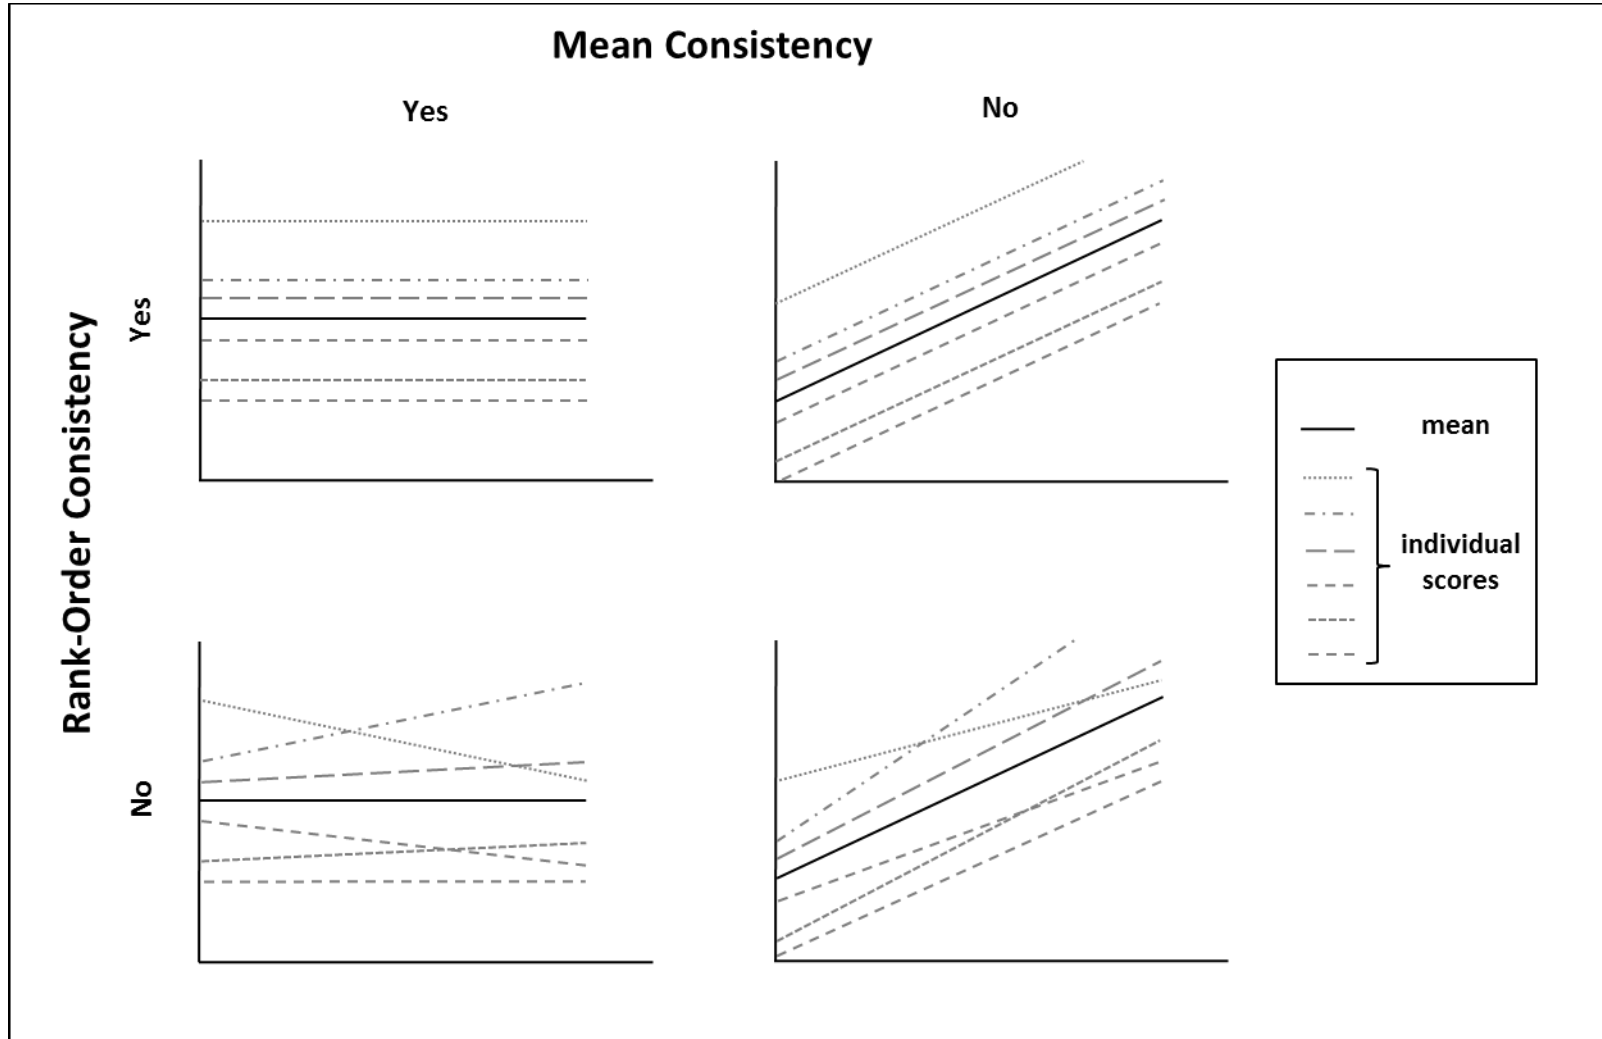 Mean Consistency
Yes
No
Rank-Order Consistency
Yes
No
mean
individual
scores